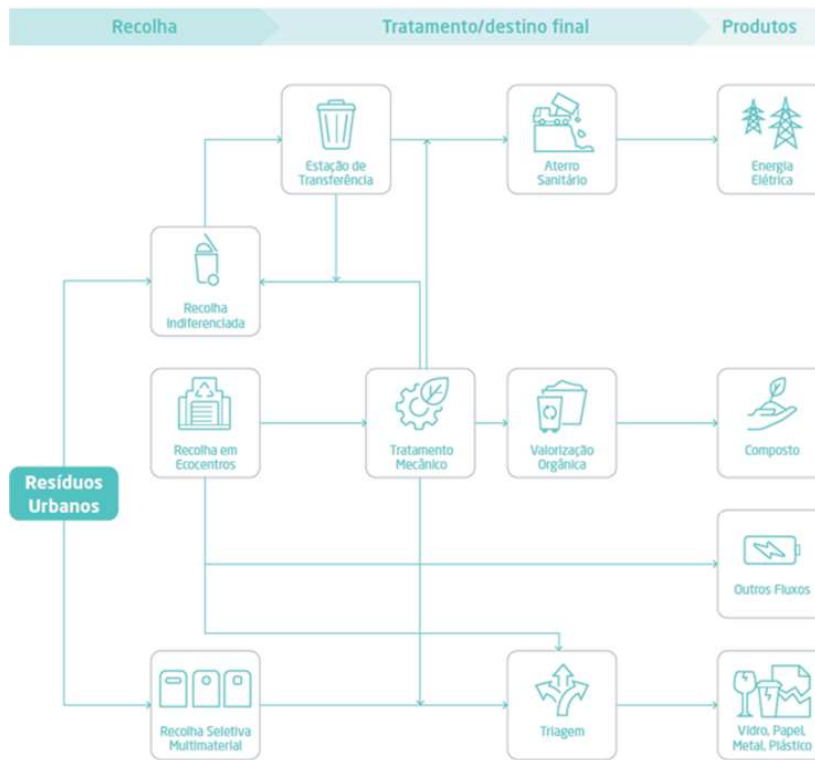 Recolha
Tratamento/destino final
Produtos
Estação de
Transferência
Aterro
Sanitário
Energia
Elétrica
Recolha
Indiferenciada
Recolha em
Ecocentros
Tratamento
Mecânico
Valorização
Orgânica
Composto
Resíduos
Urbanos
Outros Fluxos
Recolha Seletiva
Multimaterial
Triagem
Vidro, Papel,
Metal, Plástico